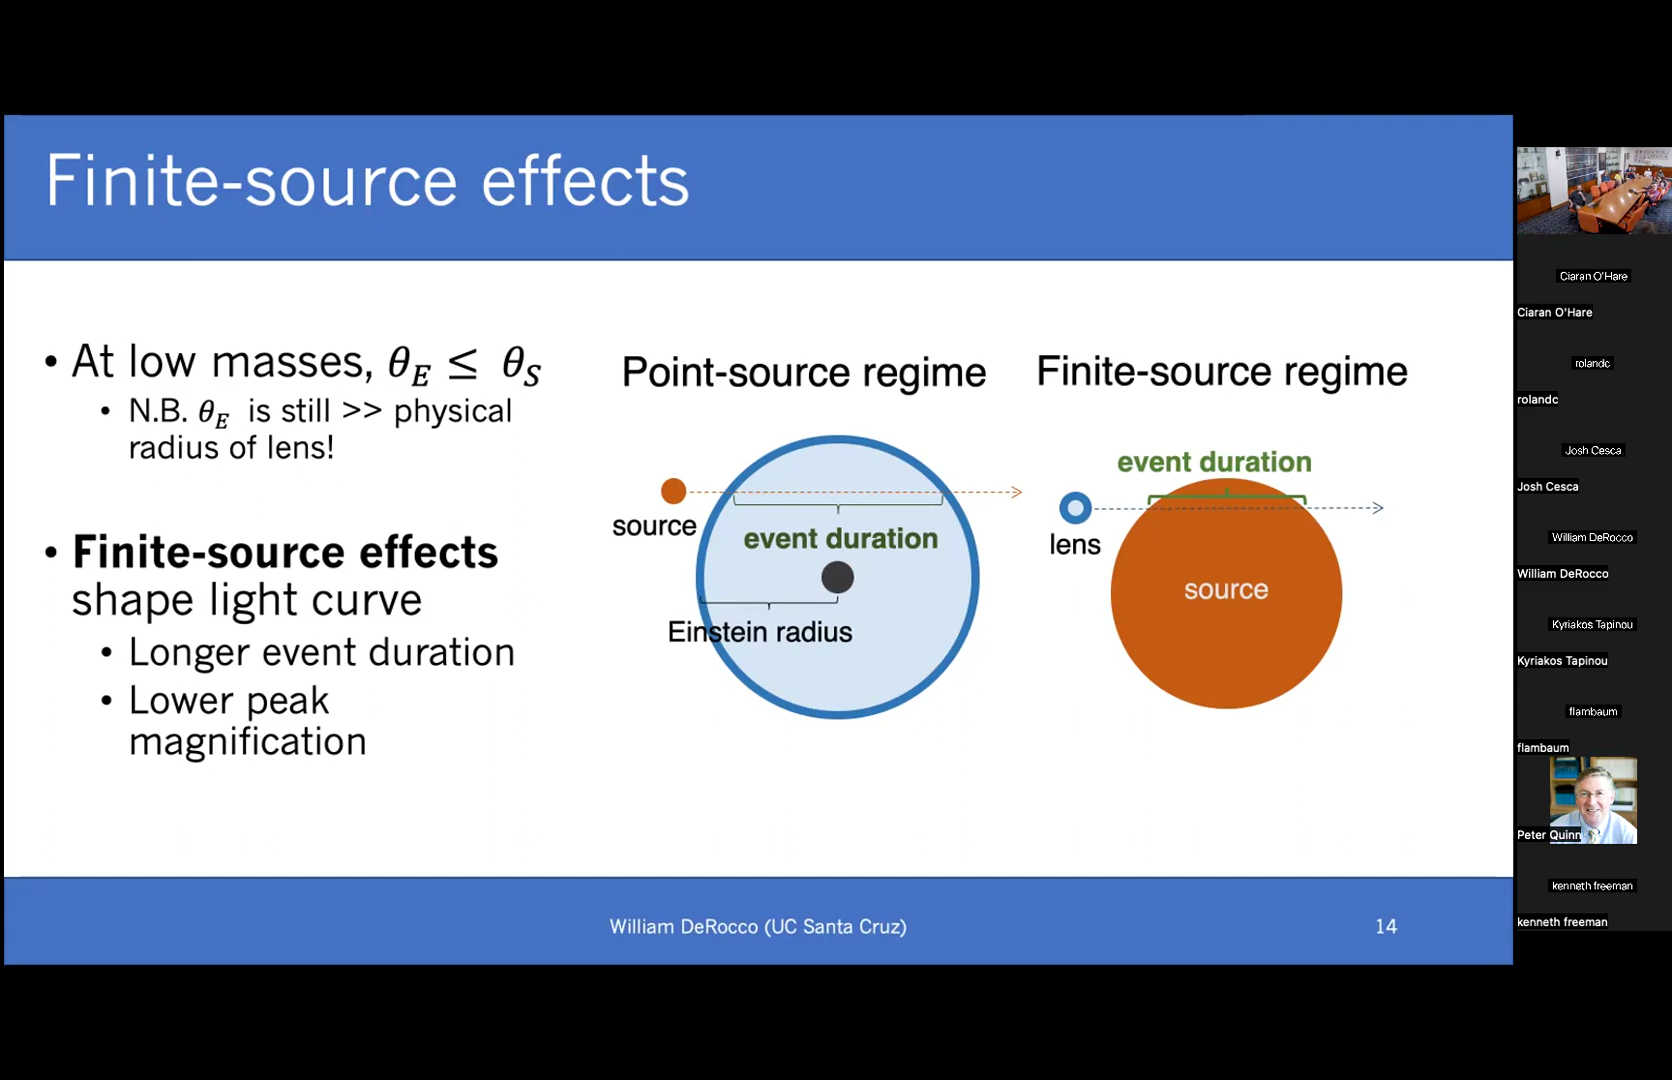 Finite-source effects
• At low masses, θE ≤ θS
• N.B. θE is still >> physical
radius of lens!
• Finite-source effects
shape light curve
• Longer event duration
• Lower peak
magnification
Point-source regime
source
event duration
Einstein radius
Finite-source regime
event duration
lens
source
William DeRocco (UC Santa Cruz)
14
Ciaran O'Hare
Ciaran O'Hare
rolandc
rolandc
Josh Cesca
Josh Cesca
William DeRocco
William DeRocco
Kyriakos Tapinou
Kyriakos Tapinou
flambaum
flambaum
Peter Quinn
kenneth freeman
kenneth freeman